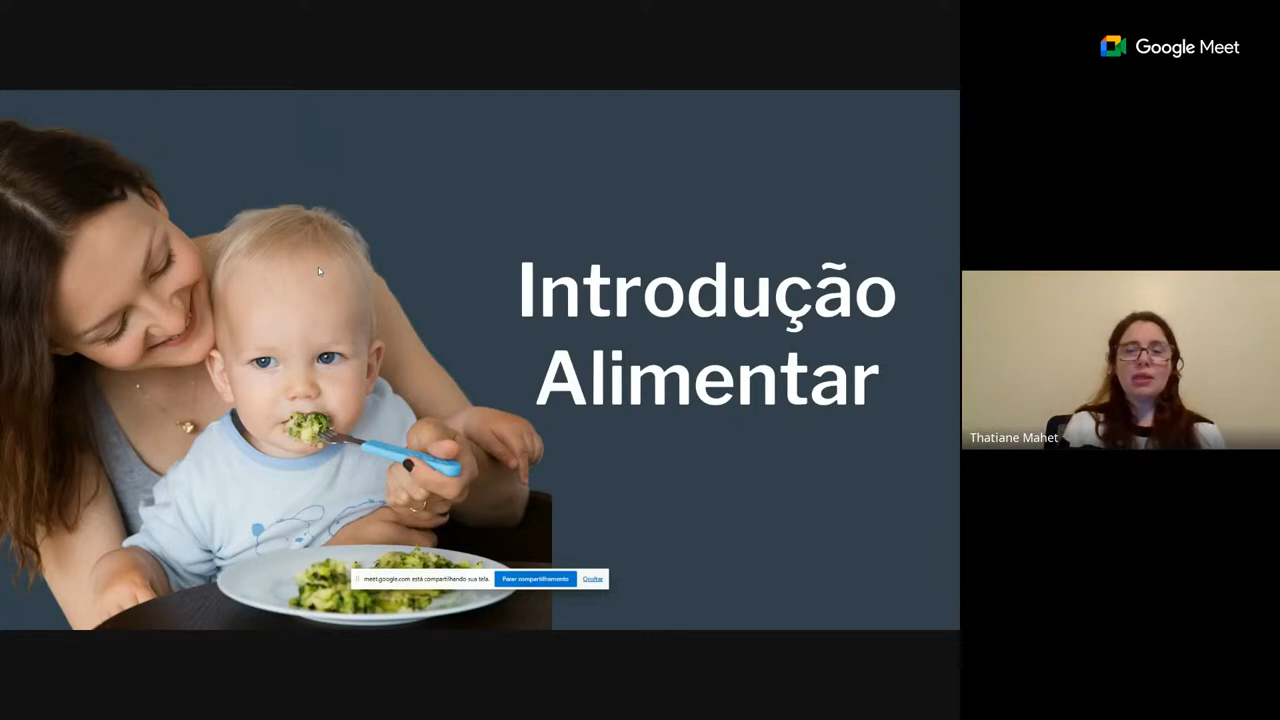 Google Meet
Introdução
Alimentar
Thatiane Mahet
meet.google.com está compartilhando sua tela.
Parar compartilhamento
Ocultar